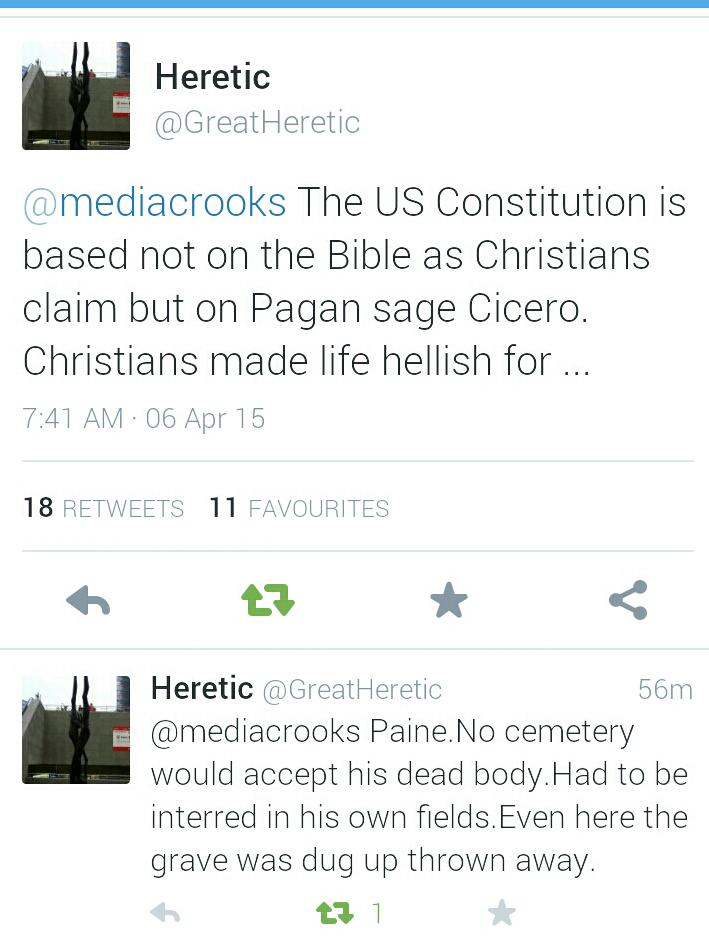 Heretic
@GreatHeretic
@mediacrooks The US Constitution is
based not on the Bible as Christians
claim but on Pagan sage Cicero.
Christians made life hellish for ...
7:41 AM · 06 Apr 15
18 RETWEETS 11 FAVOURITES
Heretic @GreatHeretic 56m
@mediacrooks Paine.No cemetery
would accept his dead body.Had to be
interred in his own fields.Even here the
grave was dug up thrown away.
1